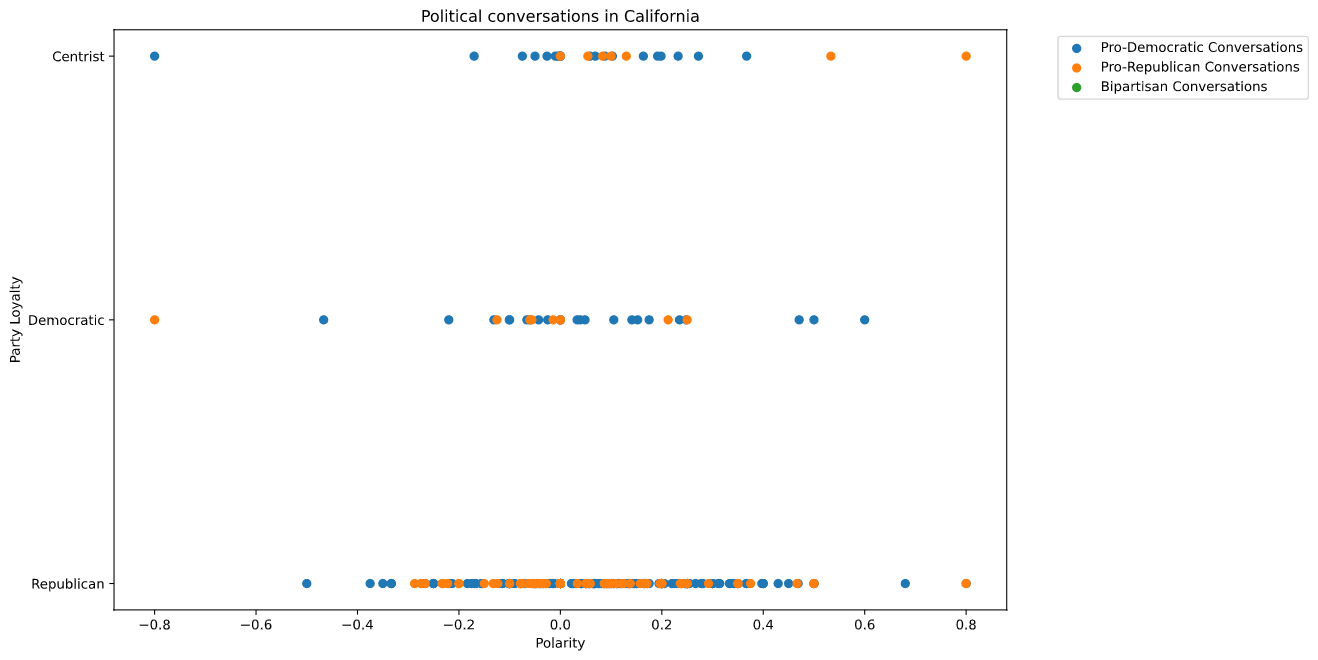 Political conversations in California
Pro-Democratic Conversations
Pro-Republican Conversations
Bipartisan Conversations
Centrist
Democratic
Republican
Party Loyalty
−0.8 −0.6 −0.4 −0.2 0.0 0.2 0.4 0.6 0.8
Polarity